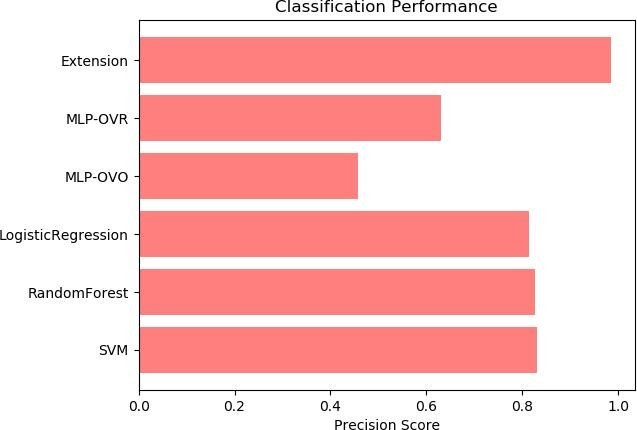 Classification Performance
Extension
MLP-OVR
MLP-OVO
LogisticRegression
RandomForest
SVM
0.0 0.2 0.4 0.6 0.8 1.0
Precision Score